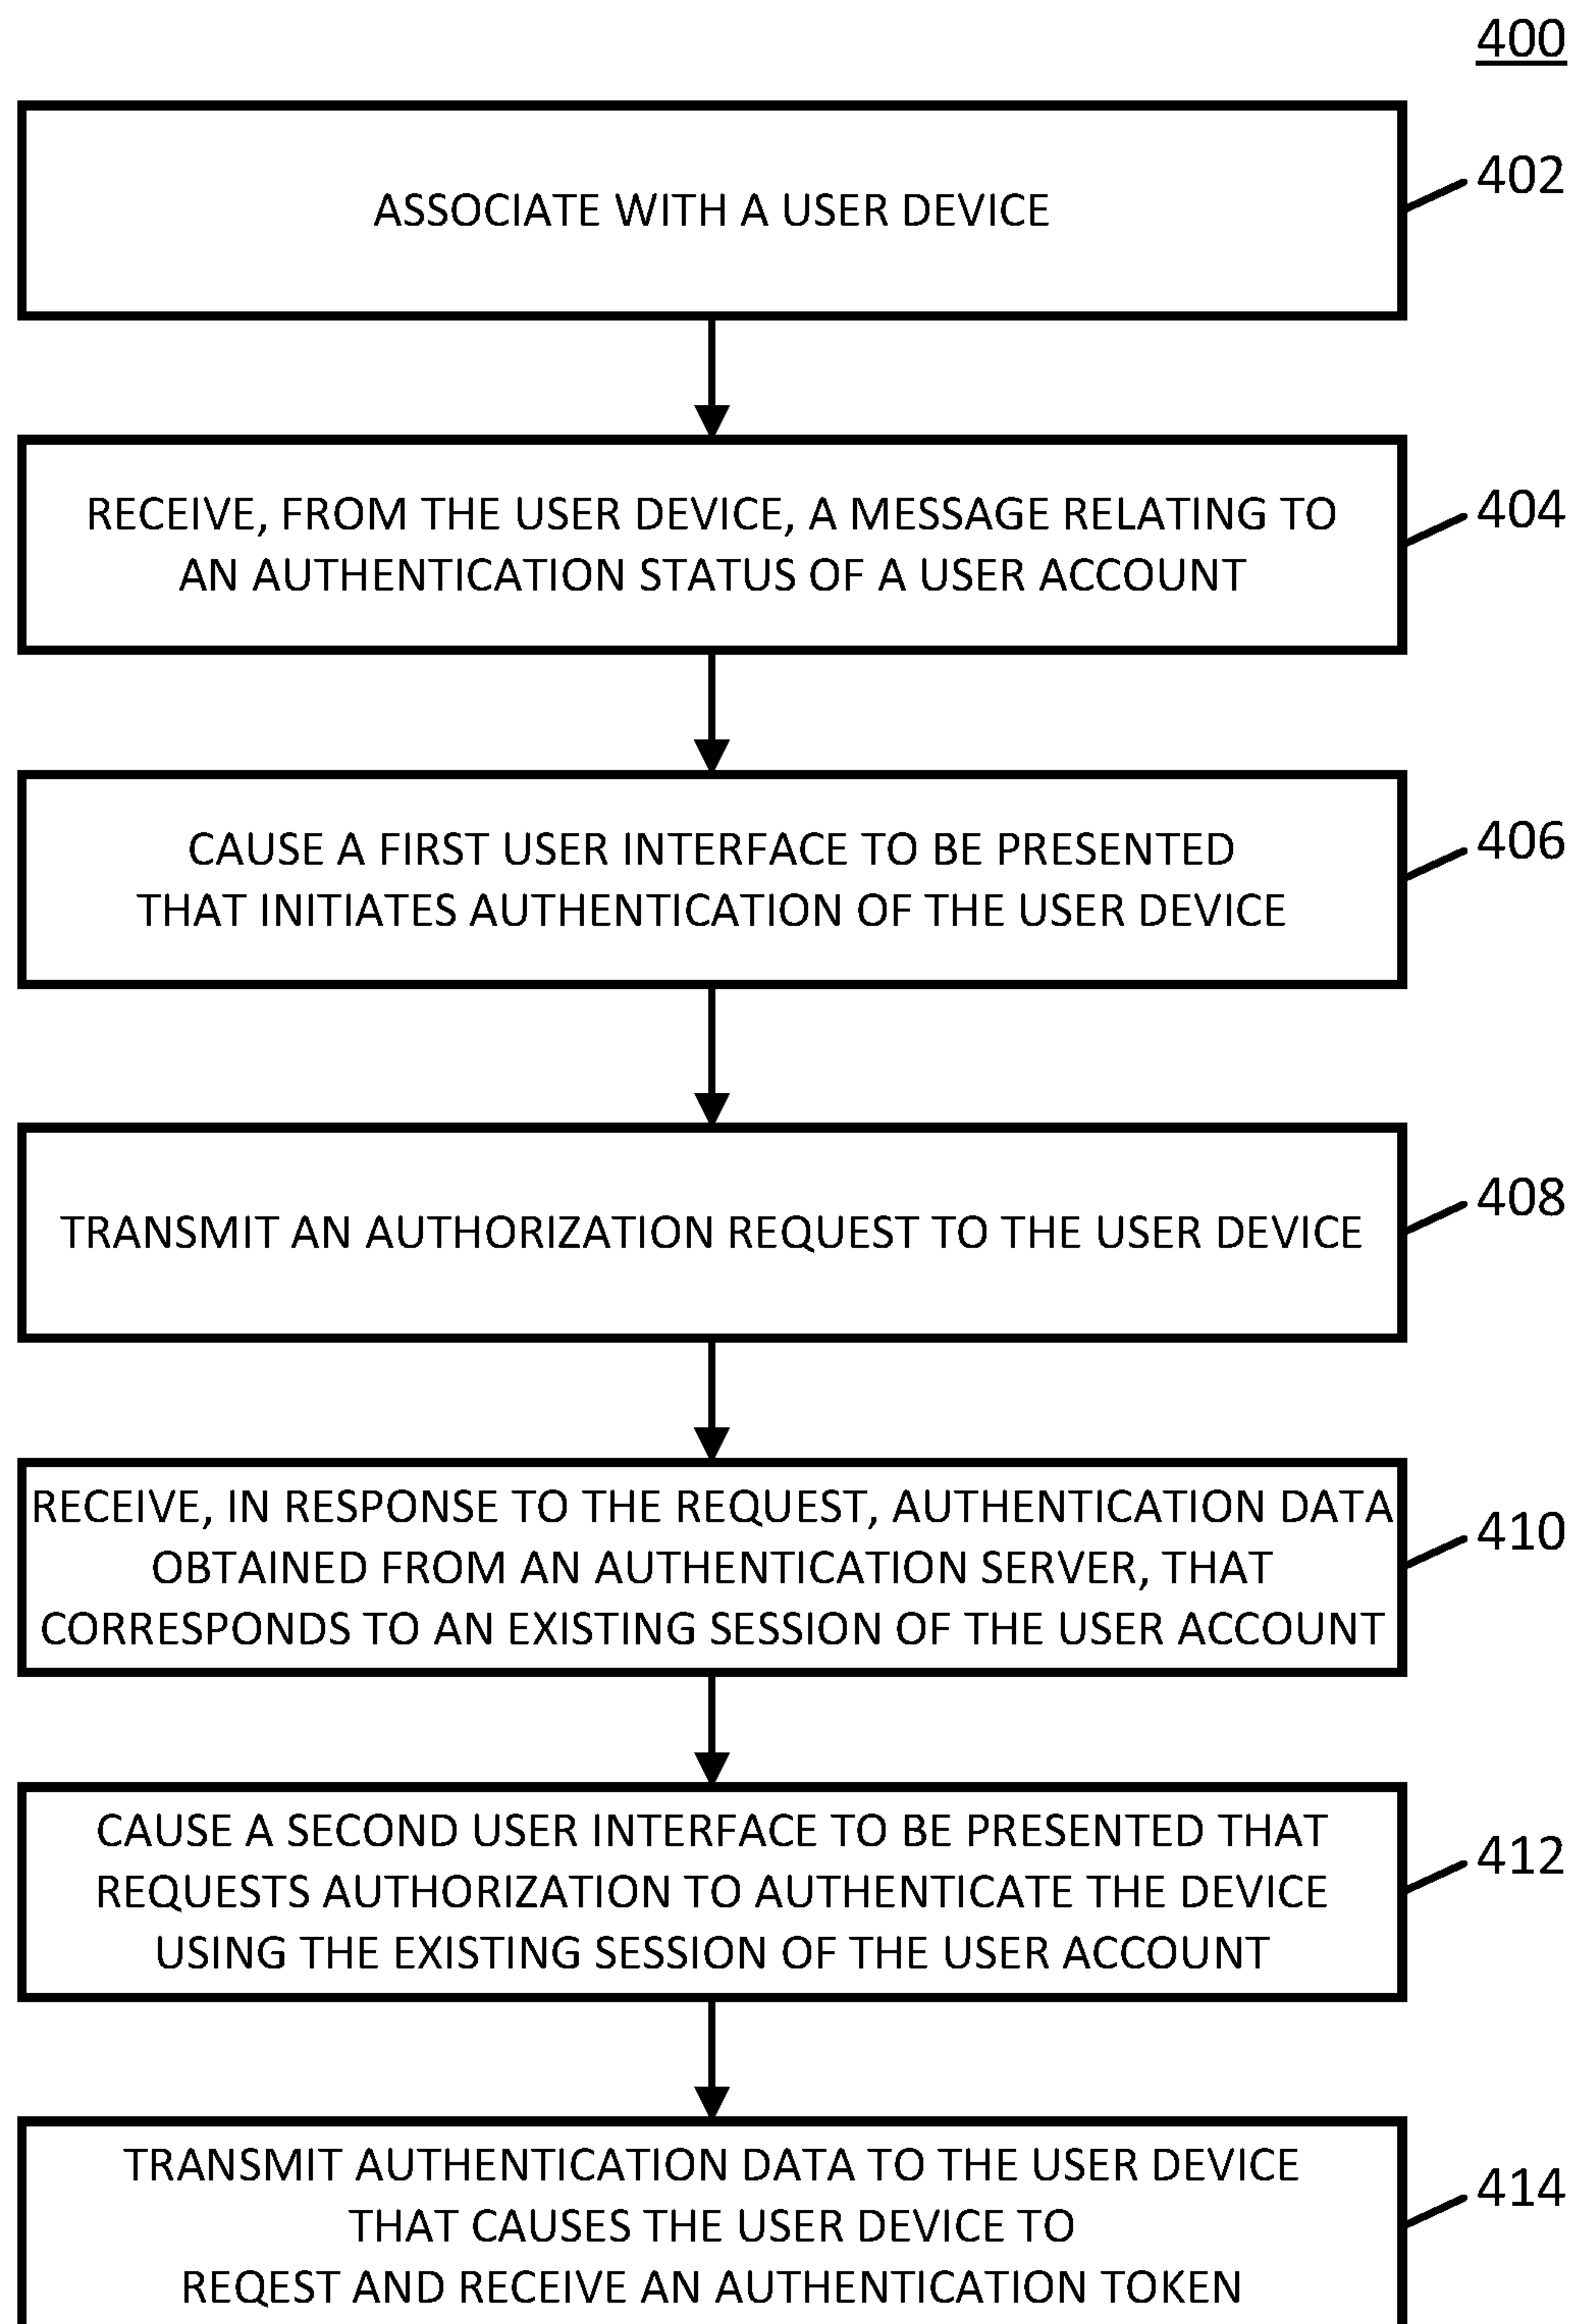 400
ASSOCIATE WITH A USER DEVICE
402
RECEIVE, FROM THE USER DEVICE, A MESSAGE RELATING TO
AN AUTHENTICATION STATUS OF A USER ACCOUNT
404
CAUSE A FIRST USER INTERFACE TO BE PRESENTED
THAT INITIATES AUTHENTICATION OF THE USER DEVICE
406
TRANSMIT AN AUTHORIZATION REQUEST TO THE USER DEVICE
408
RECEIVE, IN RESPONSE TO THE REQUEST, AUTHENTICATION DATA
OBTAINED FROM AN AUTHENTICATION SERVER, THAT
CORRESPONDS TO AN EXISTING SESSION OF THE USER ACCOUNT
410
CAUSE A SECOND USER INTERFACE TO BE PRESENTED THAT
REQUESTS AUTHORIZATION TO AUTHENTICATE THE DEVICE
USING THE EXISTING SESSION OF THE USER ACCOUNT
412
TRANSMIT AUTHENTICATION DATA TO THE USER DEVICE
THAT CAUSES THE USER DEVICE TO
REQEST AND RECEIVE AN AUTHENTICATION TOKEN
414